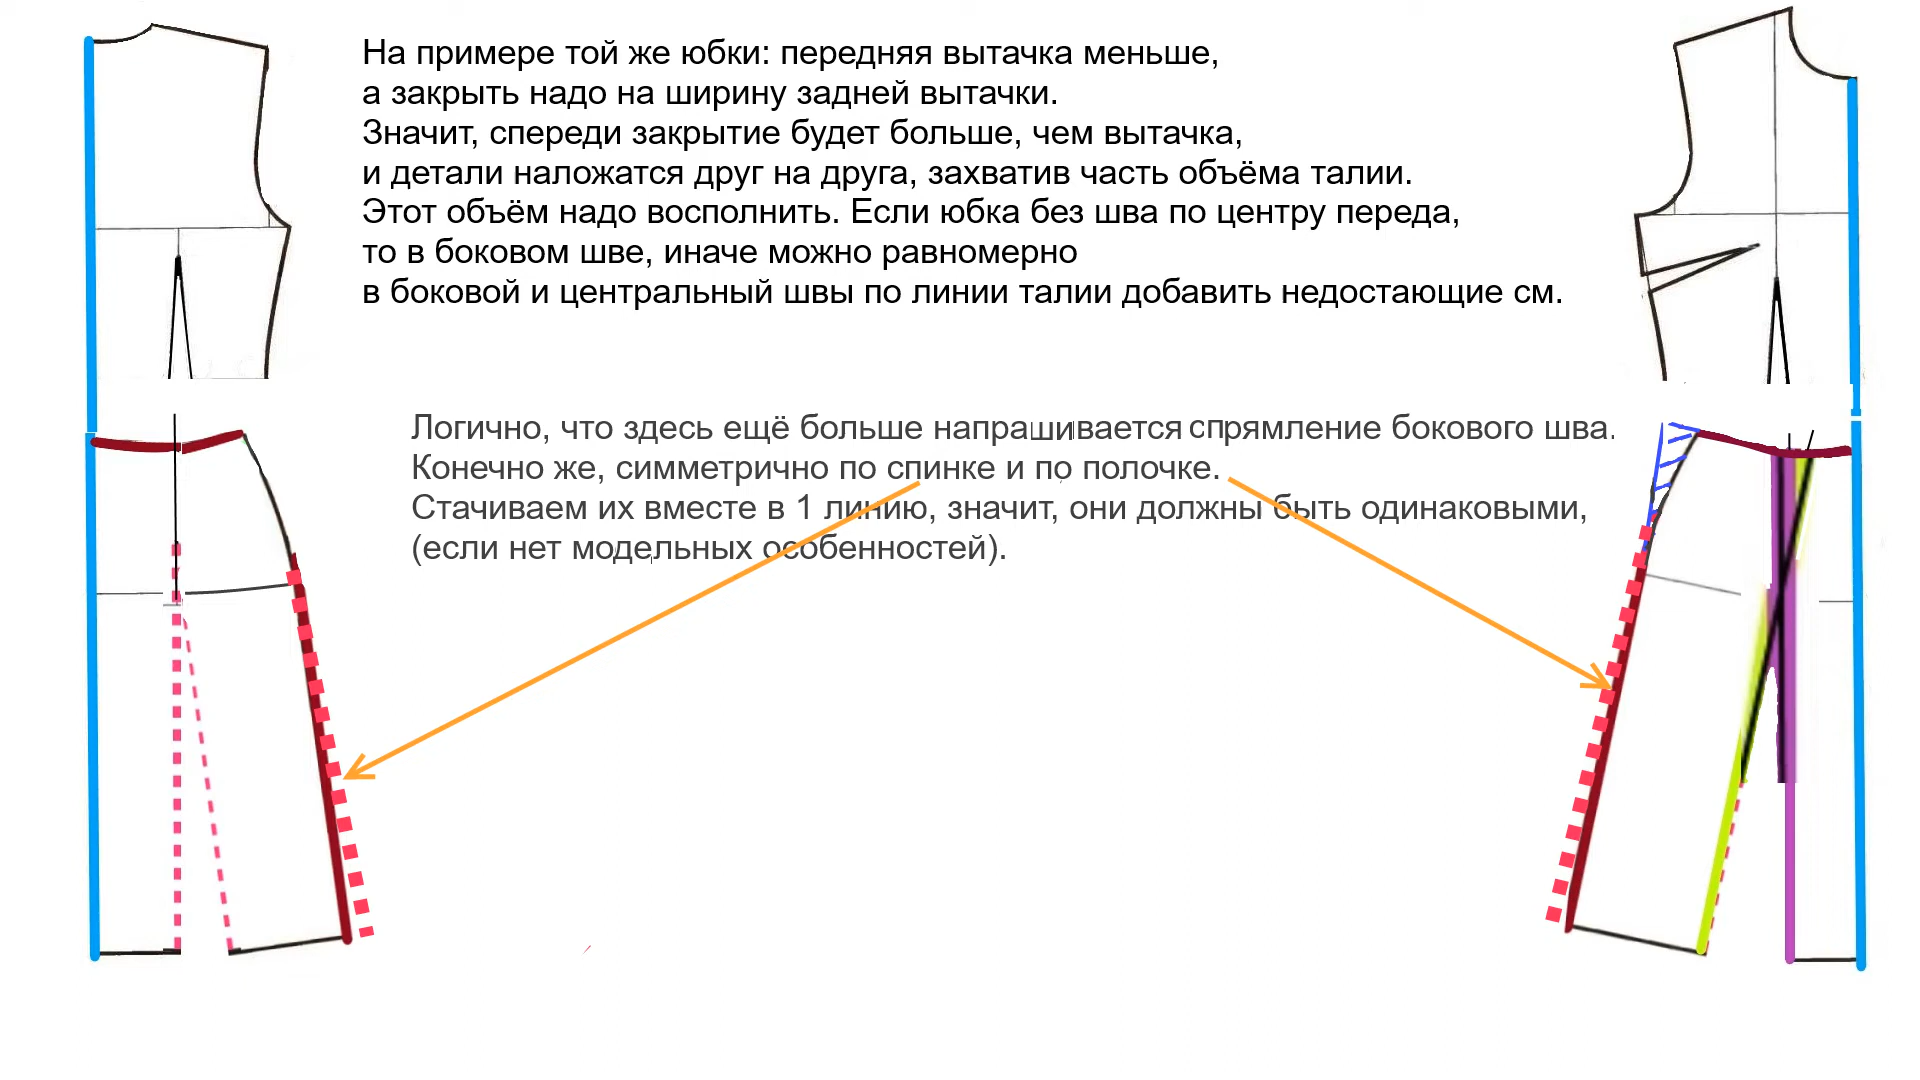 На примере той же юбки: передняя вытачка меньше,
а закрыть надо на ширину задней вытачки.
Значит, спереди закрытие будет больше, чем вытачка,
и детали наложатся друг на друга, захватив часть объёма талии.
Этот объём надо восполнить. Если юбка без шва по центру переда,
то в боковом шве, иначе можно равномерно
в боковой и центральный швы по линии талии добавить недостающие см.
Логично, что здесь ещё больше напрашивается спрямление бокового шва.
Конечно же, симметрично по спинке и по полочке.
Стачиваем их вместе в 1 линию, значит, они должны быть одинаковыми,
(если нет модельных особенностей).